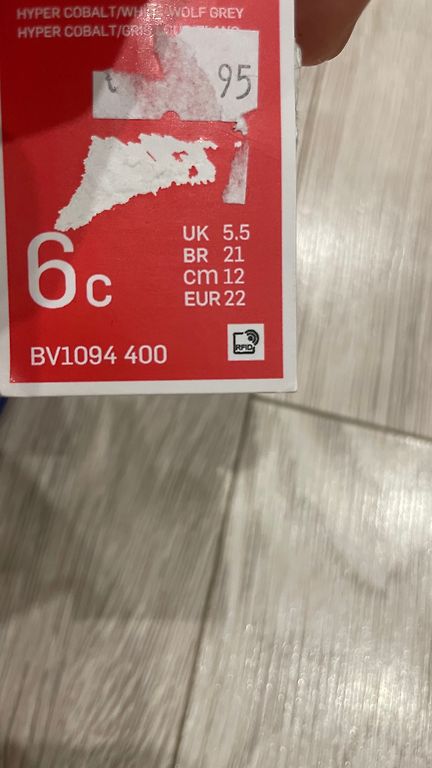 HYPER COBALT/WHITE-WOLF GREY
HYPER COBALT/GRIS
95
6c
UK 5.5
BR 21
cm 12
EUR 22
BV1094 400
RFID